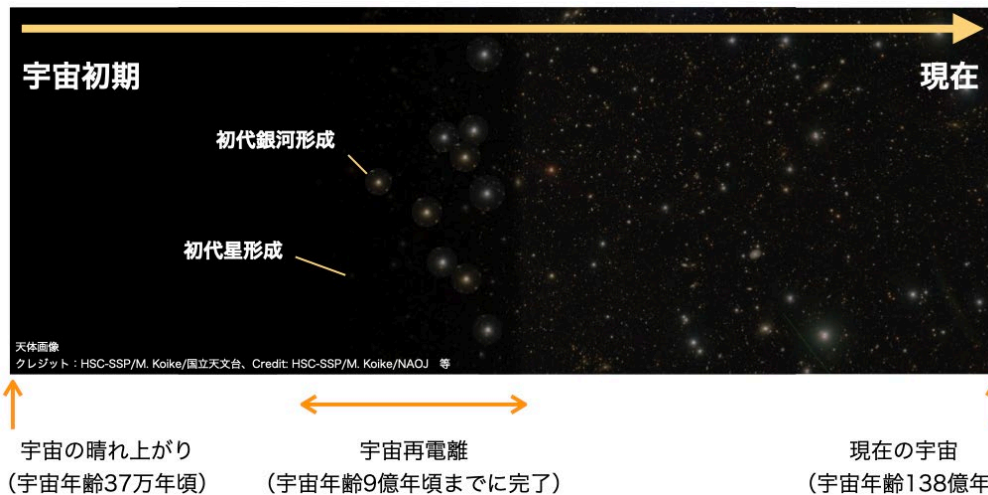 宇宙初期
現在
初代銀河形成
初代星形成
天体画像
クレジット：HSC-SSP/M. Koike/国立天文台、Credit: HSC-SSP/M. Koike/NAOJ 等
宇宙の晴れ上がり
（宇宙年齢37万年頃）
宇宙再電離
（宇宙年齢9億年頃までに完了）
現在の宇宙
（宇宙年齢138億年